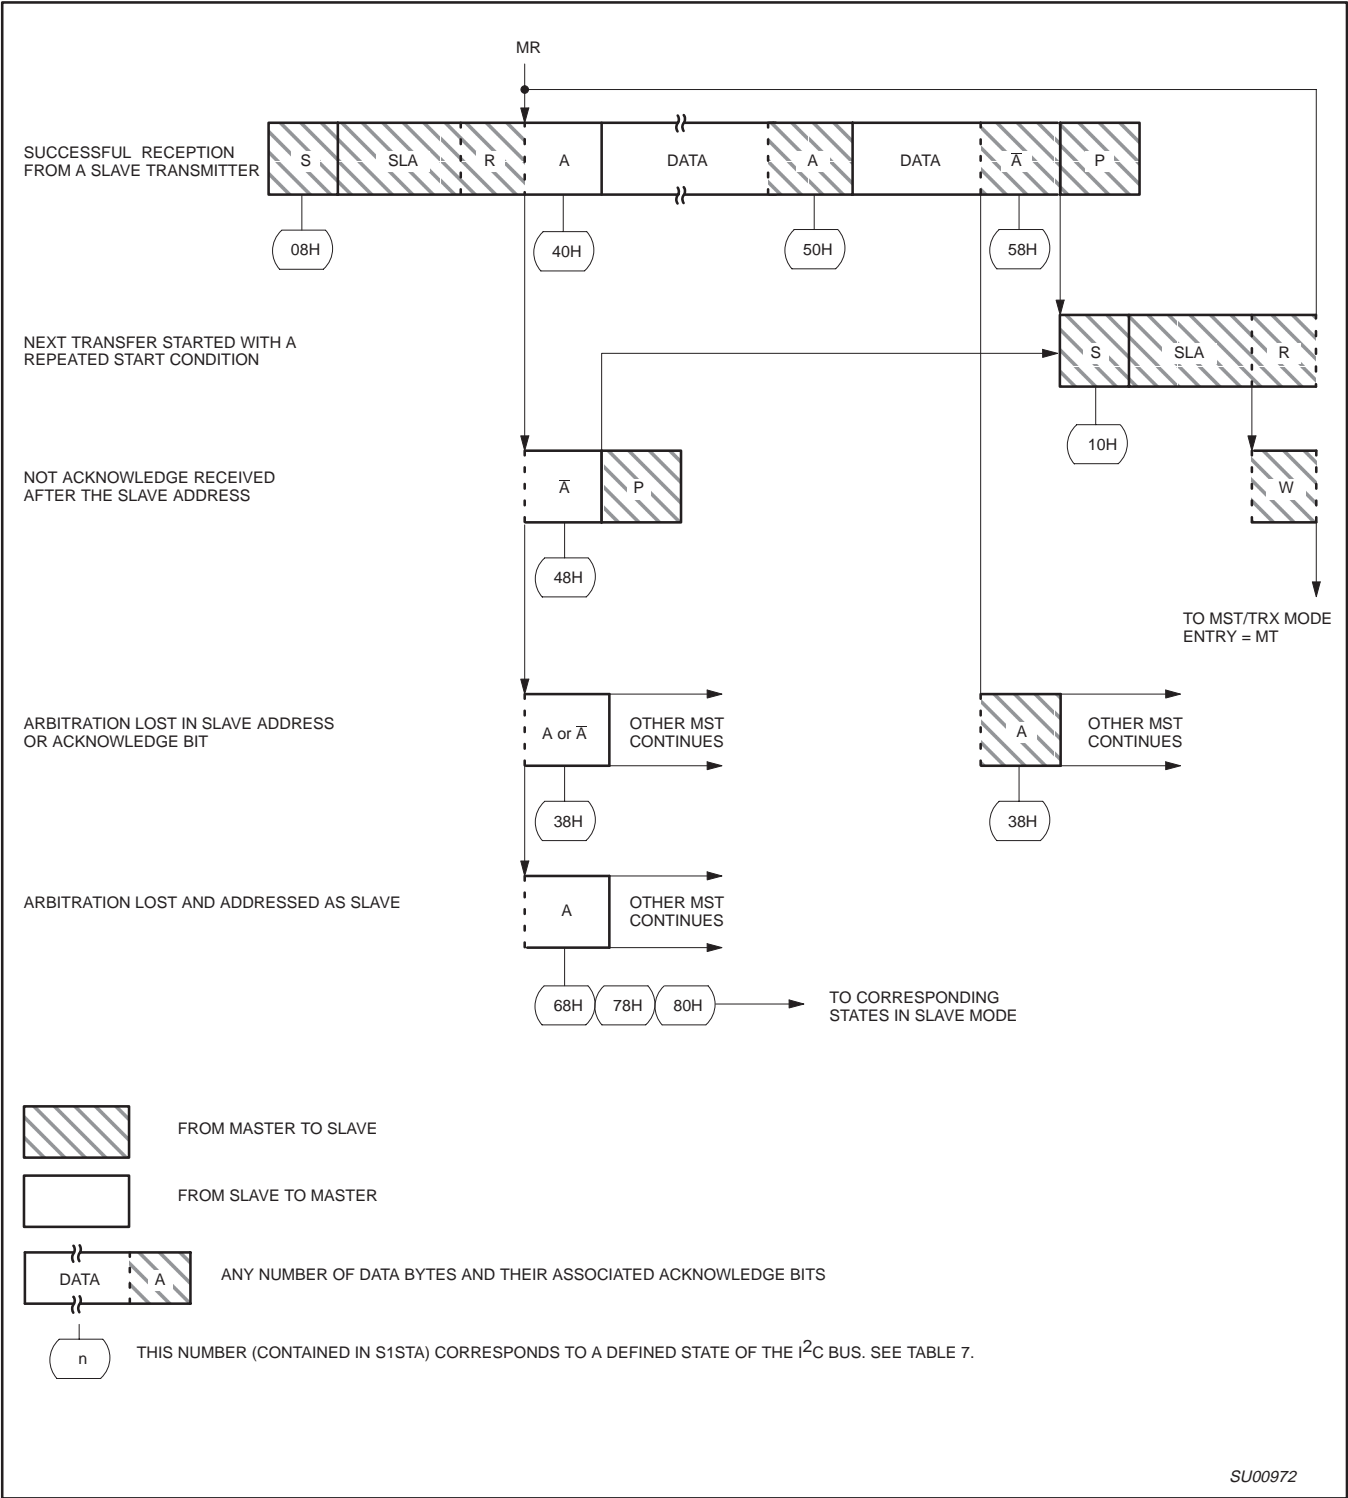 MR
SUCCESSFUL RECEPTION
FROM A SLAVE TRANSMITTER
S SLA R A DATA A DATA A̅ P
08H 40H 50H 58H
NEXT TRANSFER STARTED WITH A
REPEATED START CONDITION
S SLA R
10H
NOT ACKNOWLEDGE RECEIVED
AFTER THE SLAVE ADDRESS
A̅ P
W
48H
TO MST/TRX MODE
ENTRY = MT
ARBITRATION LOST IN SLAVE ADDRESS
OR ACKNOWLEDGE BIT
A or A̅
OTHER MST
CONTINUES
A
OTHER MST
CONTINUES
38H 38H
ARBITRATION LOST AND ADDRESSED AS SLAVE
A
OTHER MST
CONTINUES
68H 78H 80H
TO CORRESPONDING
STATES IN SLAVE MODE
FROM MASTER TO SLAVE
FROM SLAVE TO MASTER
DATA A
ANY NUMBER OF DATA BYTES AND THEIR ASSOCIATED ACKNOWLEDGE BITS
n
THIS NUMBER (CONTAINED IN S1STA) CORRESPONDS TO A DEFINED STATE OF THE I²C BUS. SEE TABLE 7.
SU00972